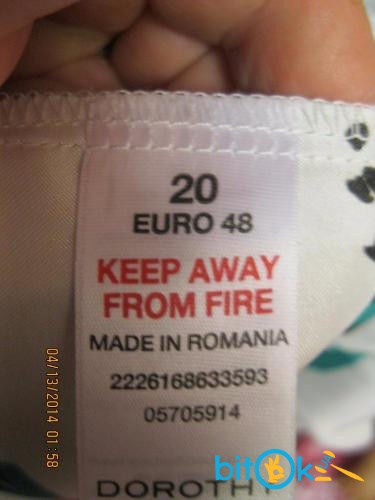 20
EURO 48
KEEP AWAY
FROM FIRE
MADE IN ROMANIA
2226168633593
05705914
DOROTHY
04/13/2014 01:58
bitOk